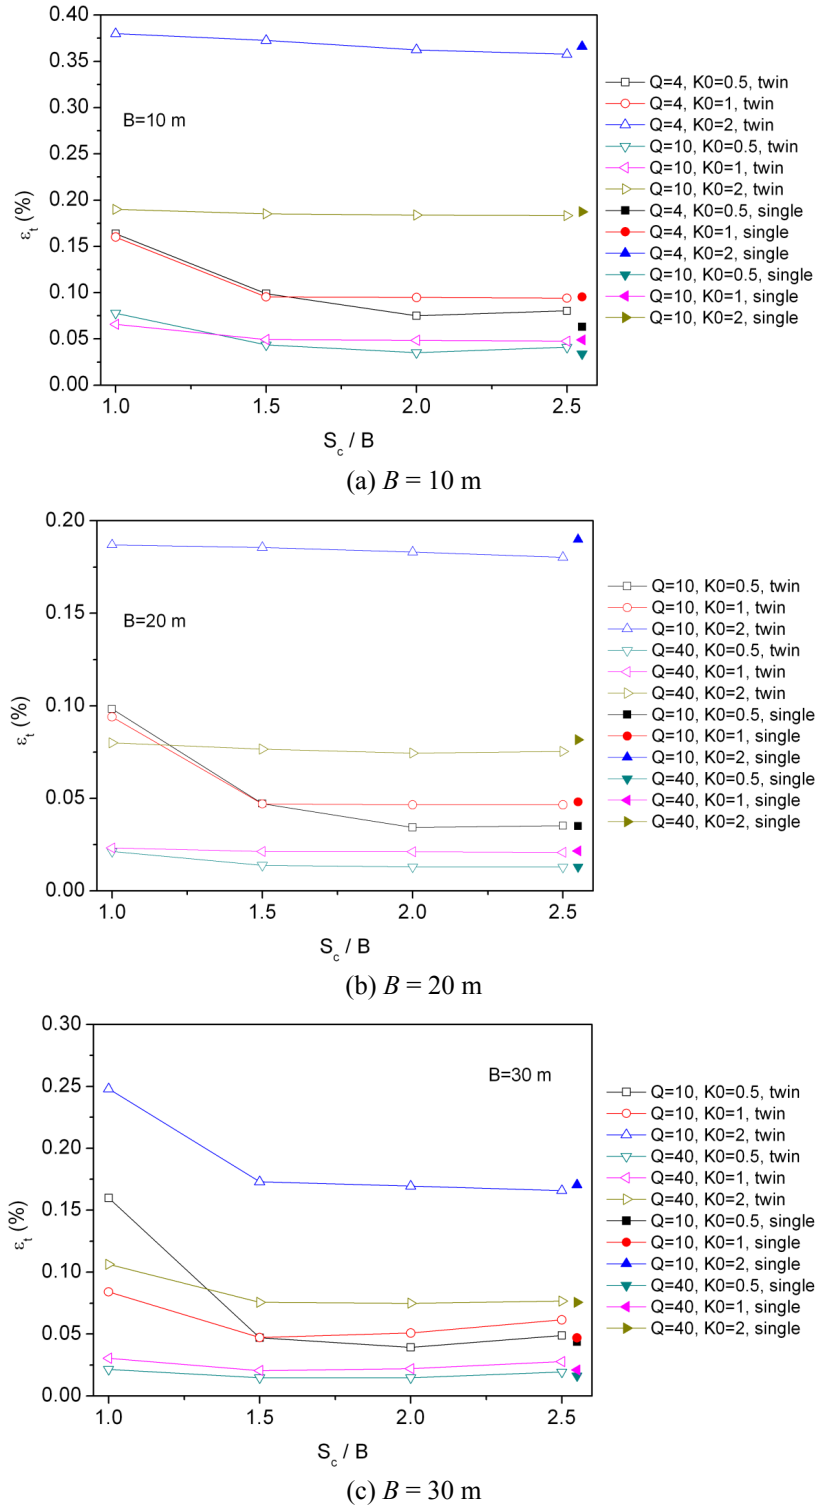 0.40
0.35
0.30
0.25
0.20
0.15
0.10
0.05
0.00
ε_t (%)
B=10 m
1.0 1.5 2.0 2.5
S_c / B
Q=4, K0=0.5, twin
Q=4, K0=1, twin
Q=4, K0=2, twin
Q=10, K0=0.5, twin
Q=10, K0=1, twin
Q=10, K0=2, twin
Q=4, K0=0.5, single
Q=4, K0=1, single
Q=4, K0=2, single
Q=10, K0=0.5, single
Q=10, K0=1, single
Q=10, K0=2, single
(a) B = 10 m
0.20
0.15
0.10
0.05
0.00
ε_t (%)
B=20 m
1.0 1.5 2.0 2.5
S_c / B
Q=10, K0=0.5, twin
Q=10, K0=1, twin
Q=10, K0=2, twin
Q=40, K0=0.5, twin
Q=40, K0=1, twin
Q=40, K0=2, twin
Q=10, K0=0.5, single
Q=10, K0=1, single
Q=10, K0=2, single
Q=40, K0=0.5, single
Q=40, K0=1, single
Q=40, K0=2, single
(b) B = 20 m
0.30
0.25
0.20
0.15
0.10
0.05
0.00
ε_t (%)
B=30 m
1.0 1.5 2.0 2.5
S_c / B
Q=10, K0=0.5, twin
Q=10, K0=1, twin
Q=10, K0=2, twin
Q=40, K0=0.5, twin
Q=40, K0=1, twin
Q=40, K0=2, twin
Q=10, K0=0.5, single
Q=10, K0=1, single
Q=10, K0=2, single
Q=40, K0=0.5, single
Q=40, K0=1, single
Q=40, K0=2, single
(c) B = 30 m